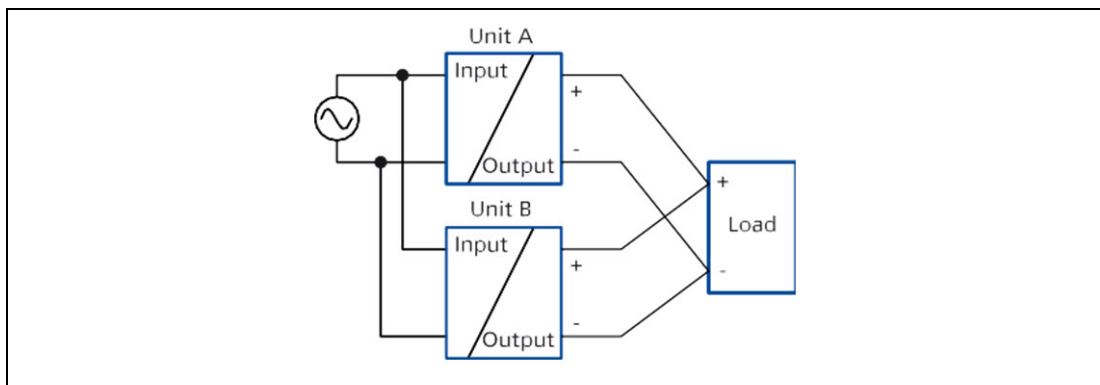 Unit A
Input
+
-
Output
Unit B
Input
+
-
Output
+
Load
-